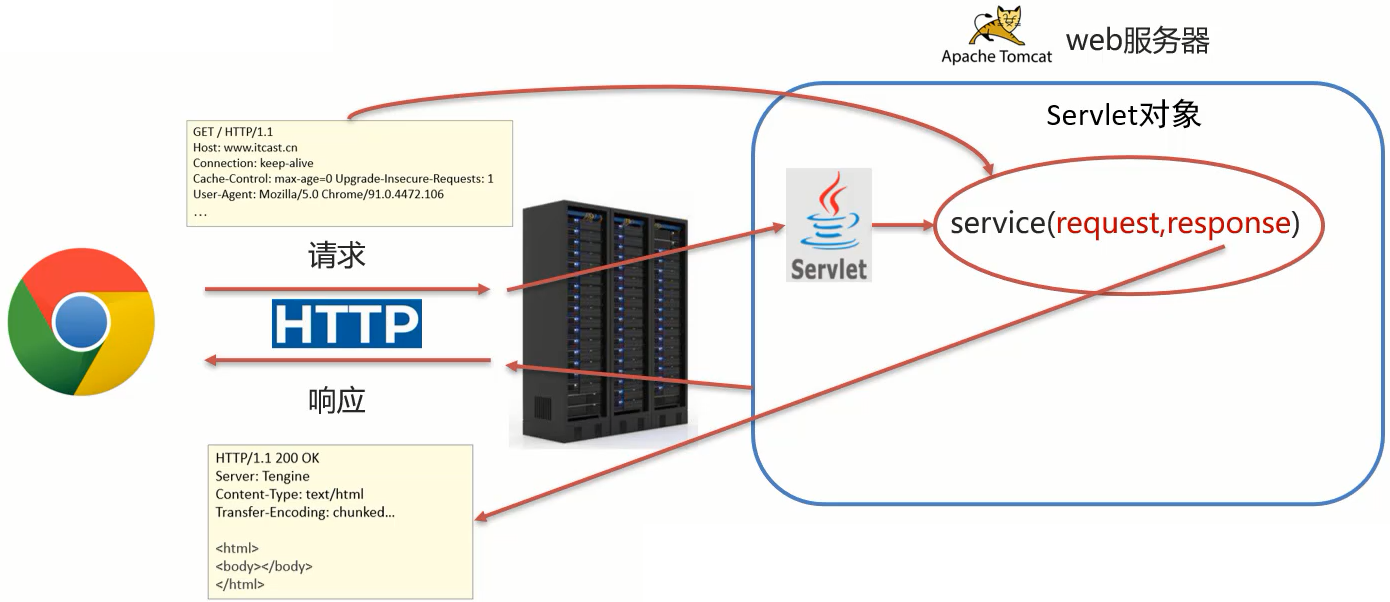 Apache Tomcat
web服务器
Servlet对象
GET / HTTP/1.1
Host: www.itcast.cn
Connection: keep-alive
Cache-Control: max-age=0 Upgrade-Insecure-Requests: 1
User-Agent: Mozilla/5.0 Chrome/91.0.4472.106
…
请求
HTTP
响应
Servlet
service(request,response)
HTTP/1.1 200 OK
Server: Tengine
Content-Type: text/html
Transfer-Encoding: chunked…
<html>
<body></body>
</html>